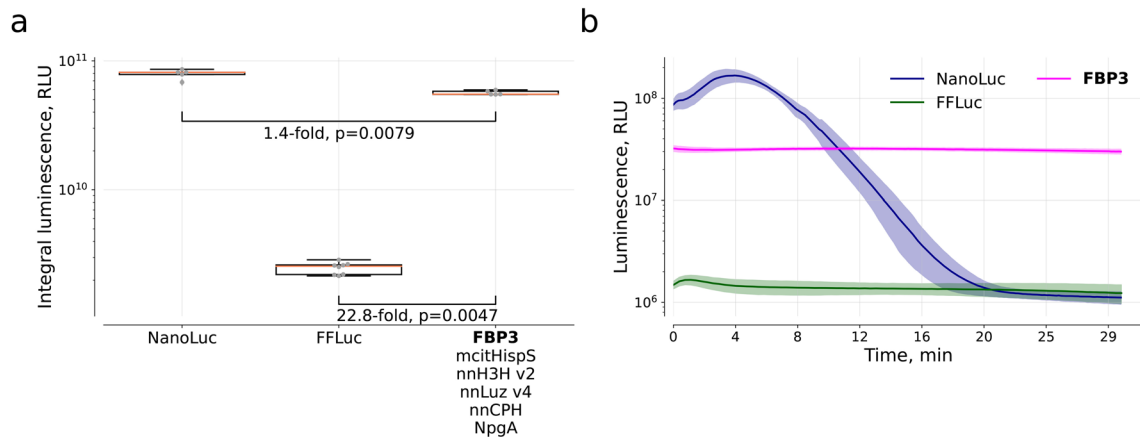 a
Integral luminescence, RLU
10¹¹
10¹⁰
1.4-fold, p=0.0079
22.8-fold, p=0.0047
NanoLuc
FFLuc
FBP3
mcitHispS
nnH3H v2
nnLuz v4
nnCPH
NpgA
b
Luminescence, RLU
10⁸
10⁷
10⁶
NanoLuc
FFLuc
FBP3
0 4 8 12 16 20 25 29
Time, min